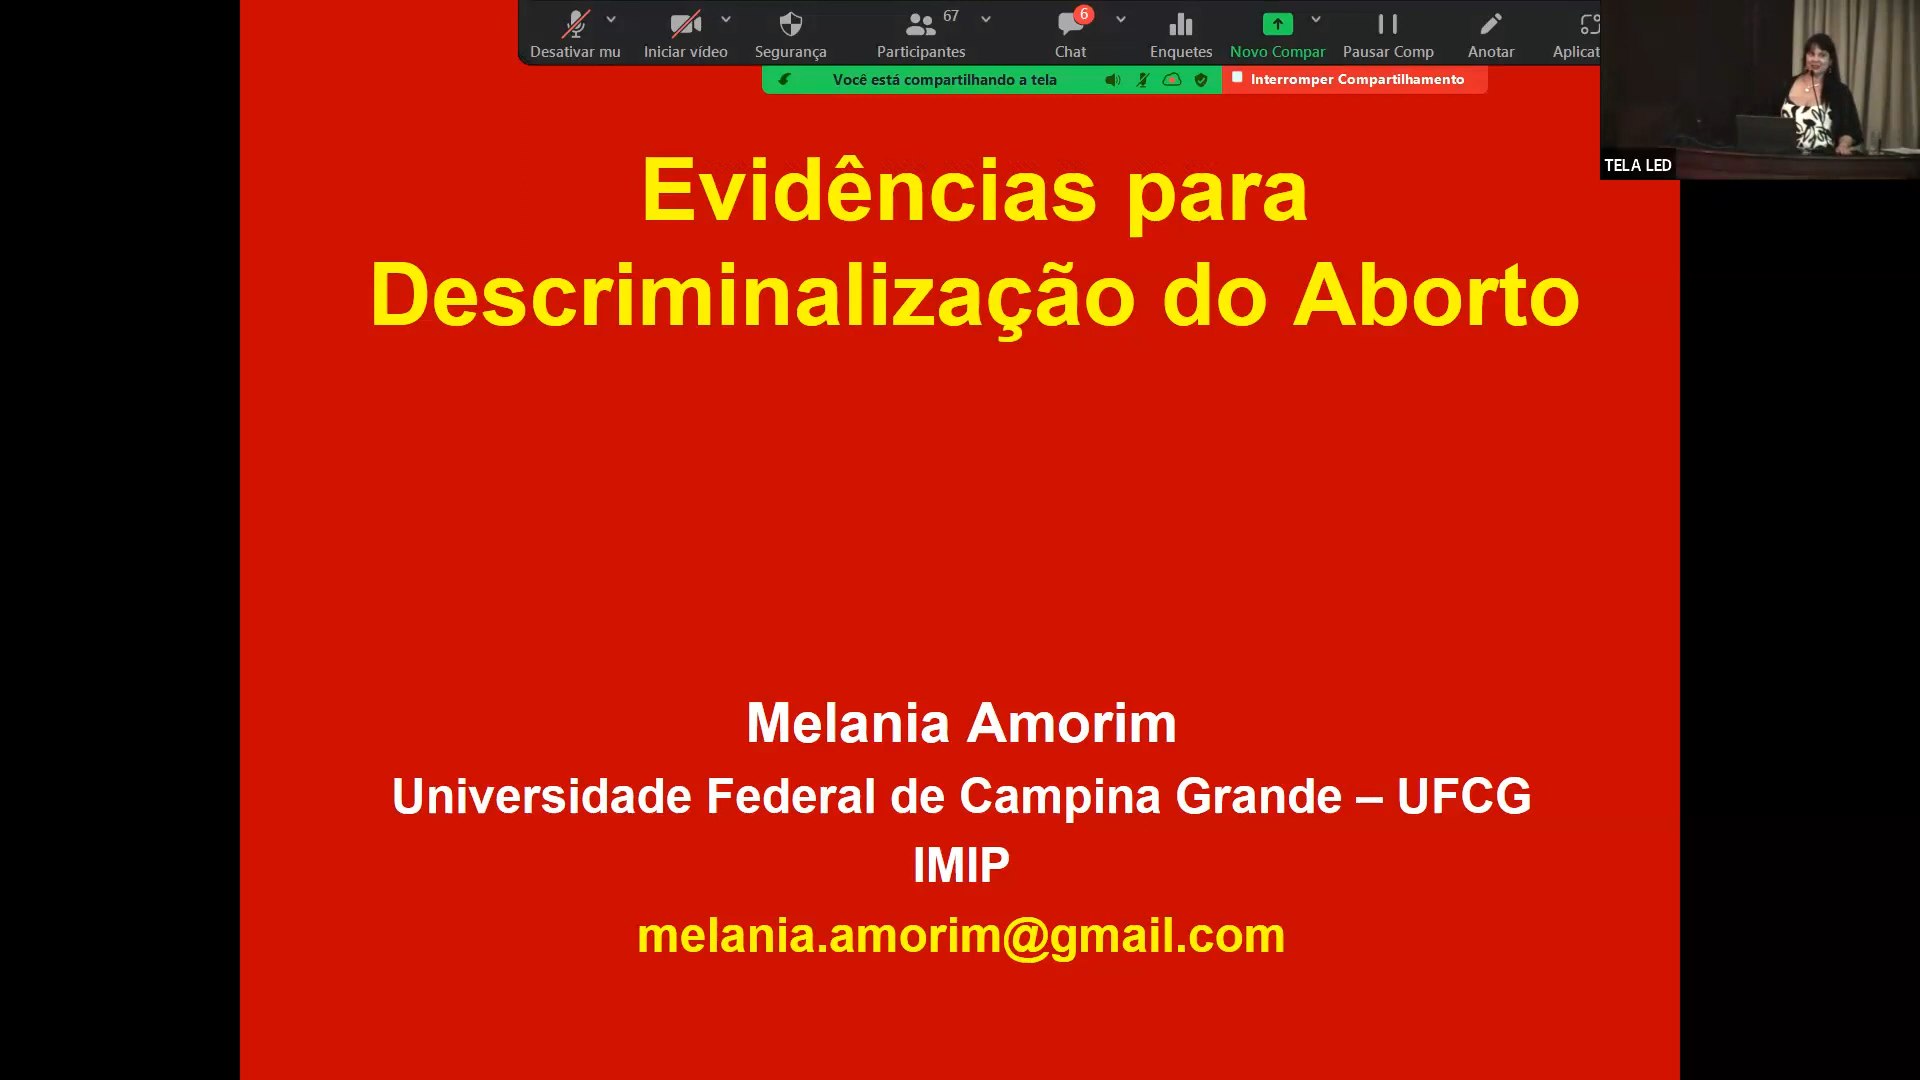 67
6
Desativar mu
Iniciar vídeo
Segurança
Participantes
Chat
Enquetes
Novo Compar
Pausar Comp
Anotar
Aplicat
Você está compartilhando a tela
Interromper Compartilhamento
TELA LED
Evidências para
Descriminalização do Aborto
Melania Amorim
Universidade Federal de Campina Grande – UFCG
IMIP
melania.amorim@gmail.com